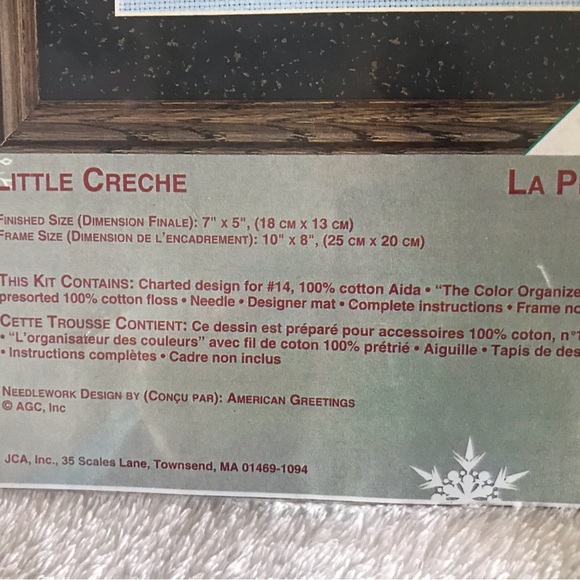 LITTLE CRECHE
LA P
FINISHED SIZE (DIMENSION FINALE): 7" X 5", (18 CM X 13 CM)
FRAME SIZE (DIMENSION DE L'ENCADREMENT): 10" X 8", (25 CM X 20 CM)
THIS KIT CONTAINS: Charted design for #14, 100% cotton Aida • "The Color Organize
presorted 100% cotton floss • Needle • Designer mat • Complete instructions • Frame no
CETTE TROUSSE CONTIENT: Ce dessin est préparé pour accessoires 100% coton, n°
• "L'organisateur des couleurs" avec fil de coton 100% prétrié • Aiguille • Tapis de des
• Instructions complètes • Cadre non inclus
NEEDLEWORK DESIGN BY (CONÇU PAR): AMERICAN GREETINGS
© AGC, Inc
JCA, Inc., 35 Scales Lane, Townsend, MA 01469-1094